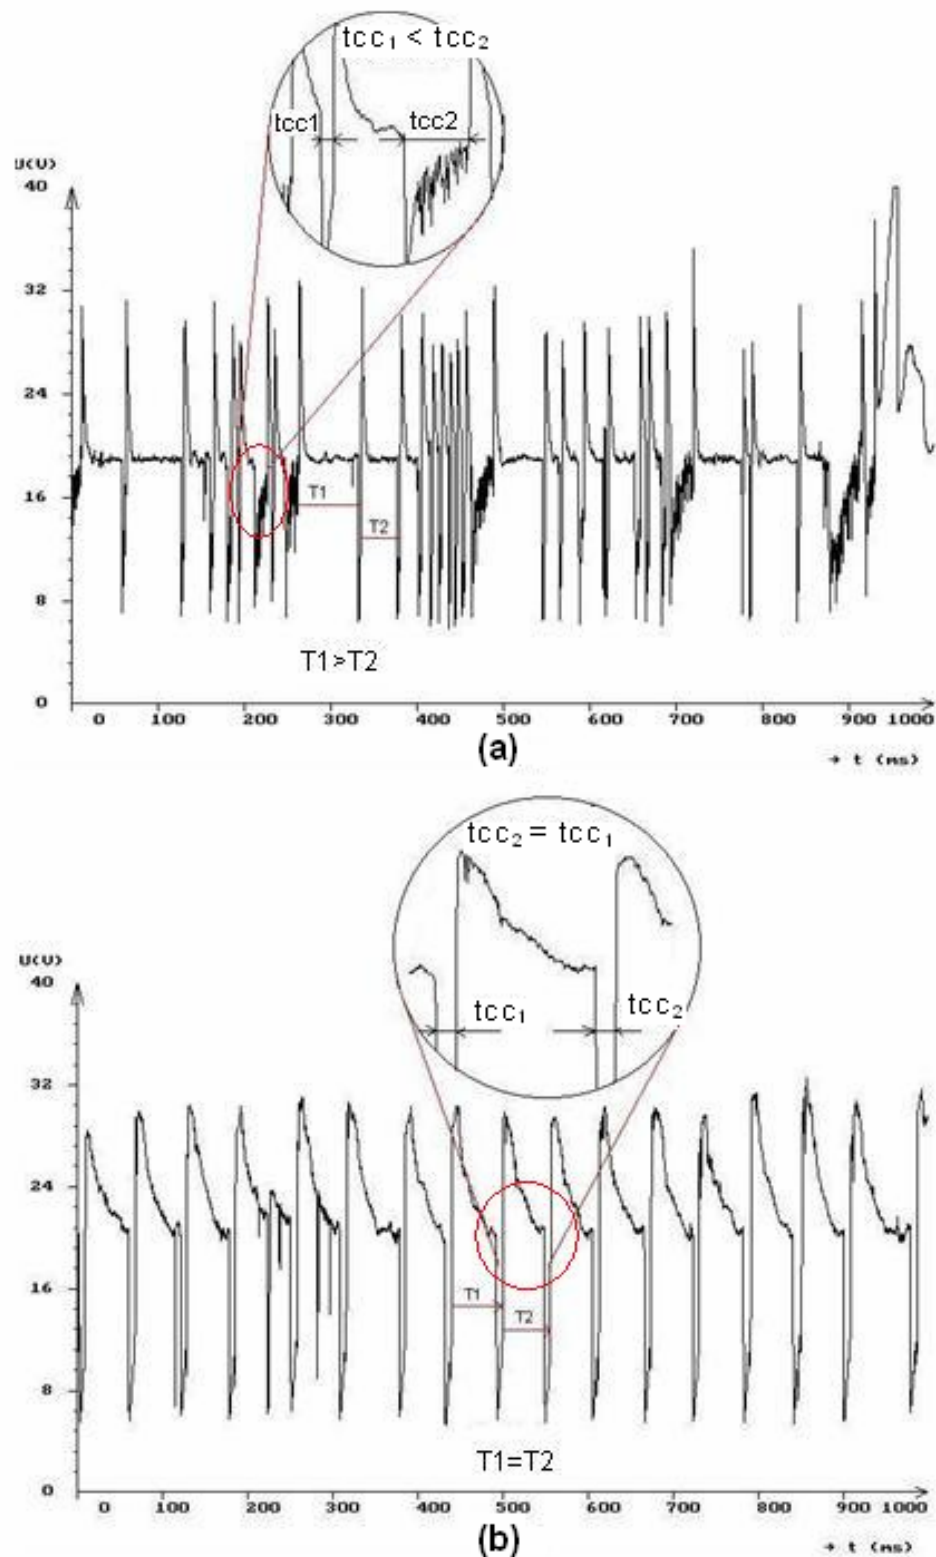 tcc₁ < tcc₂
tcc1 tcc2
U(V)
40
32
24
16
8
0
T1
T2
T1>T2
0 100 200 300 400 500 600 700 800 900 1000
(a)
→ t (ms)
tcc₂ = tcc₁
U(V)
40
tcc₁ tcc₂
32
24
16
8
0
T1
T2
T1=T2
0 100 200 300 400 500 600 700 800 900 1000
(b)
→ t (ms)